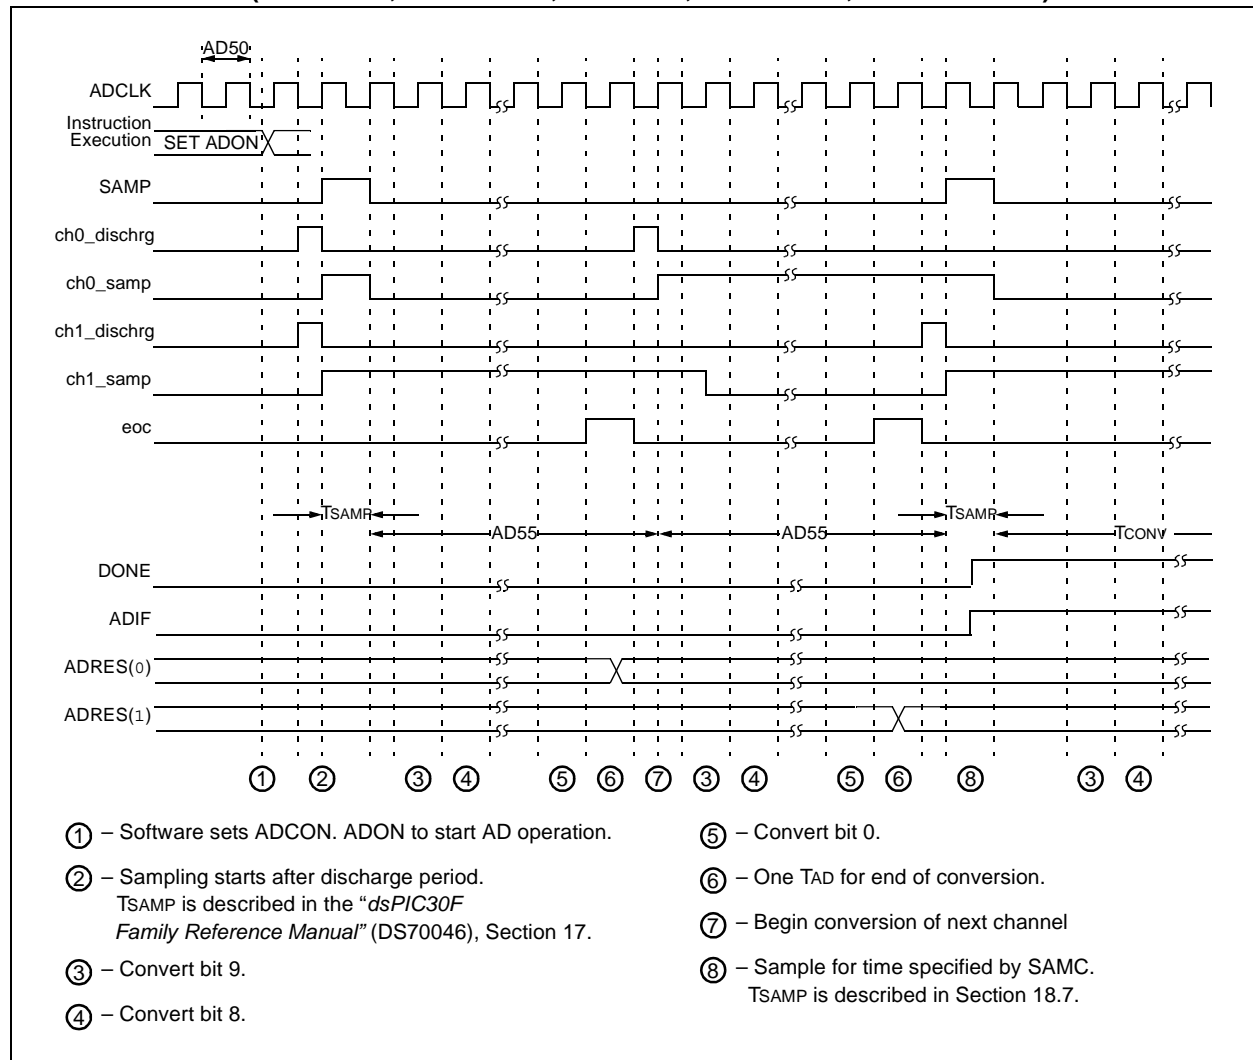 AD50
ADCLK
Instruction
Execution SET ADON
SAMP
ch0_dischrg
ch0_samp
ch1_dischrg
ch1_samp
eoc
TSAMP TSAMP
AD55 AD55 TCONV
DONE
ADIF
ADRES(0)
ADRES(1)
1 2 3 4 5 6 7 3 4 5 6 8 3 4
1 – Software sets ADCON. ADON to start AD operation.
2 – Sampling starts after discharge period.
TSAMP is described in the “dsPIC30F
Family Reference Manual” (DS70046), Section 17.
3 – Convert bit 9.
4 – Convert bit 8.
5 – Convert bit 0.
6 – One TAD for end of conversion.
7 – Begin conversion of next channel
8 – Sample for time specified by SAMC.
TSAMP is described in Section 18.7.